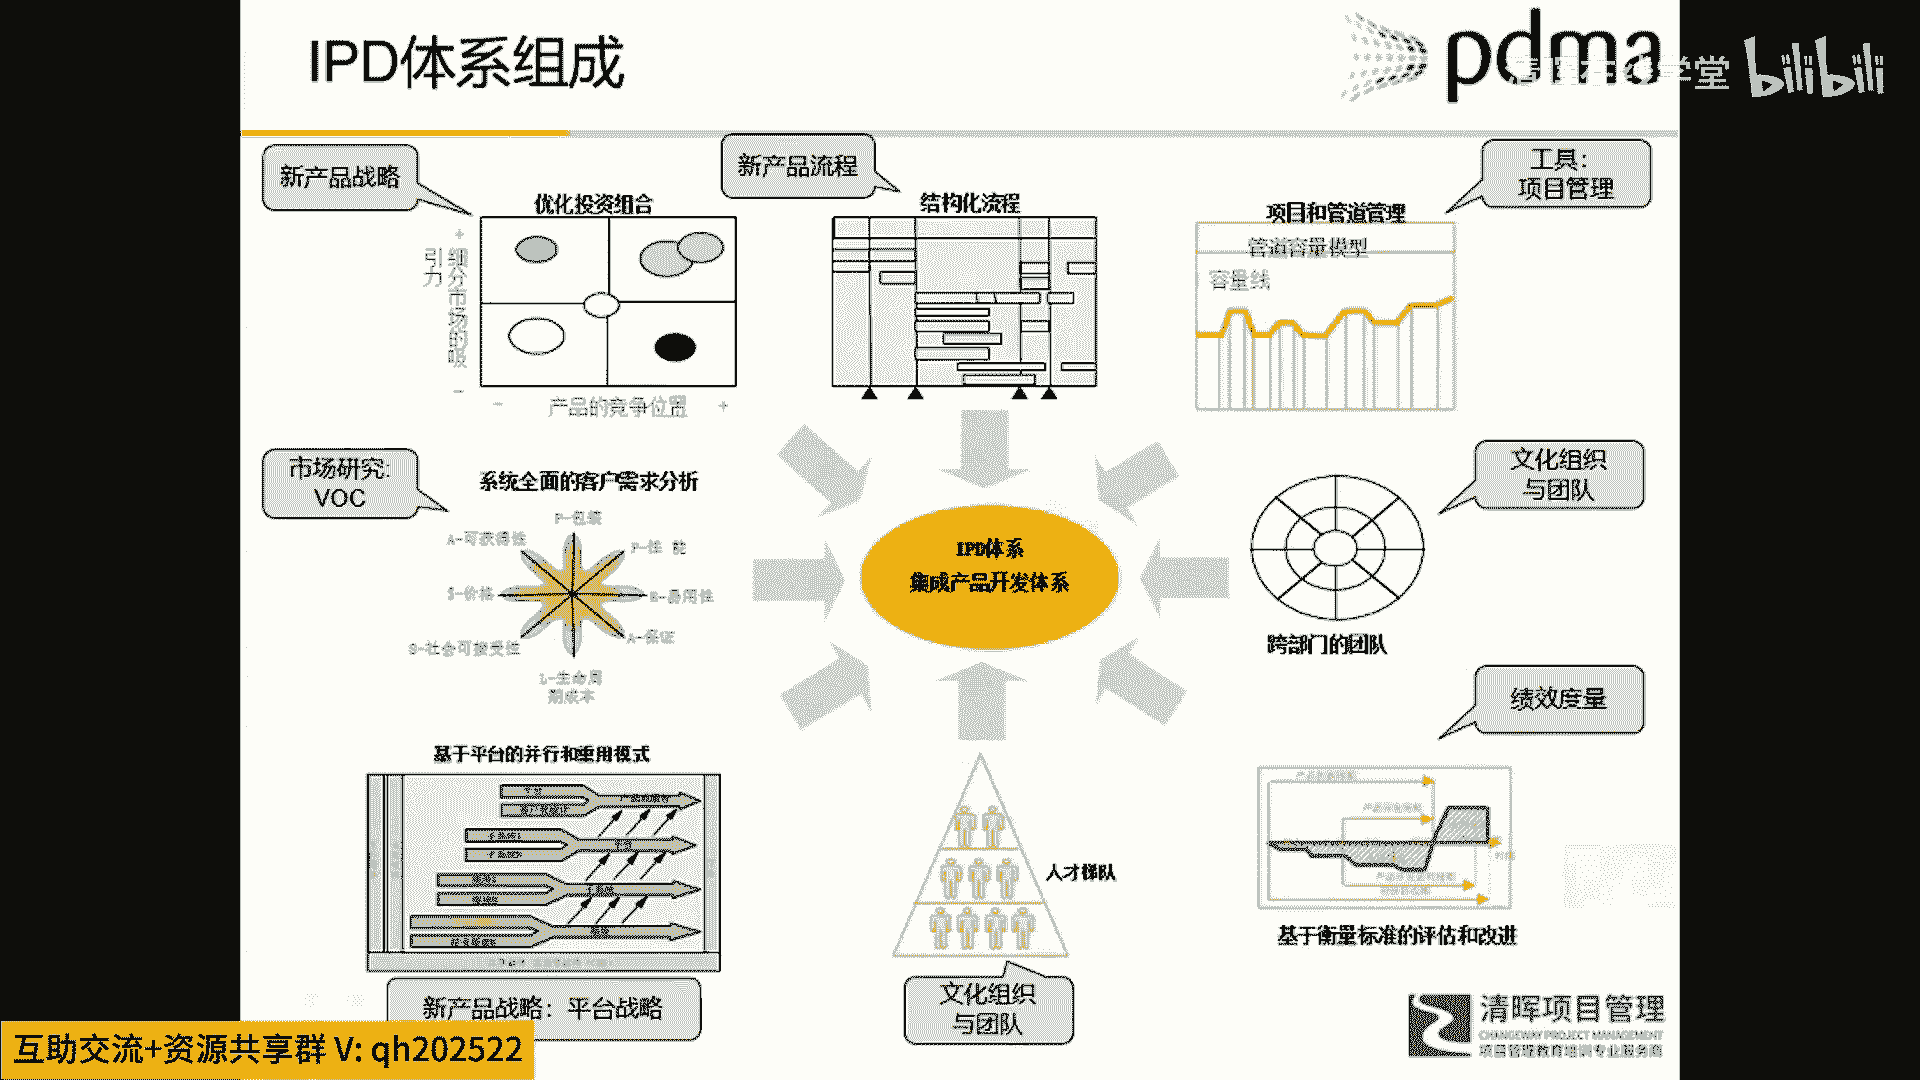 IPD体系组成
pdma
清晖在线学堂 bilibili
新产品战略
新产品流程
工具：
项目管理
优化投资组合
结构化流程
项目和管道管理
管道容量模型
容量线
+
细分市场的吸
引力
-
- 产品的竞争位置 +
市场研究:
VOC
系统全面的客户需求分析
P-包装
A-可获得性
P-性 能
$-价格
E-易用性
A-保证
S-社会可接受性
L-生命周
期成本
IPD体系
集成产品开发体系
文化组织
与团队
跨部门的团队
绩效度量
基于平台的并行和重用模式
平台
子系统
人才梯队
基于衡量标准的评估和改进
新产品战略：平台战略
文化组织
与团队
清晖项目管理
CHANGEWAY PROJECT MANAGEMENT
项目管理教育培训专业服务商
互助交流+资源共享群 V: qh202522